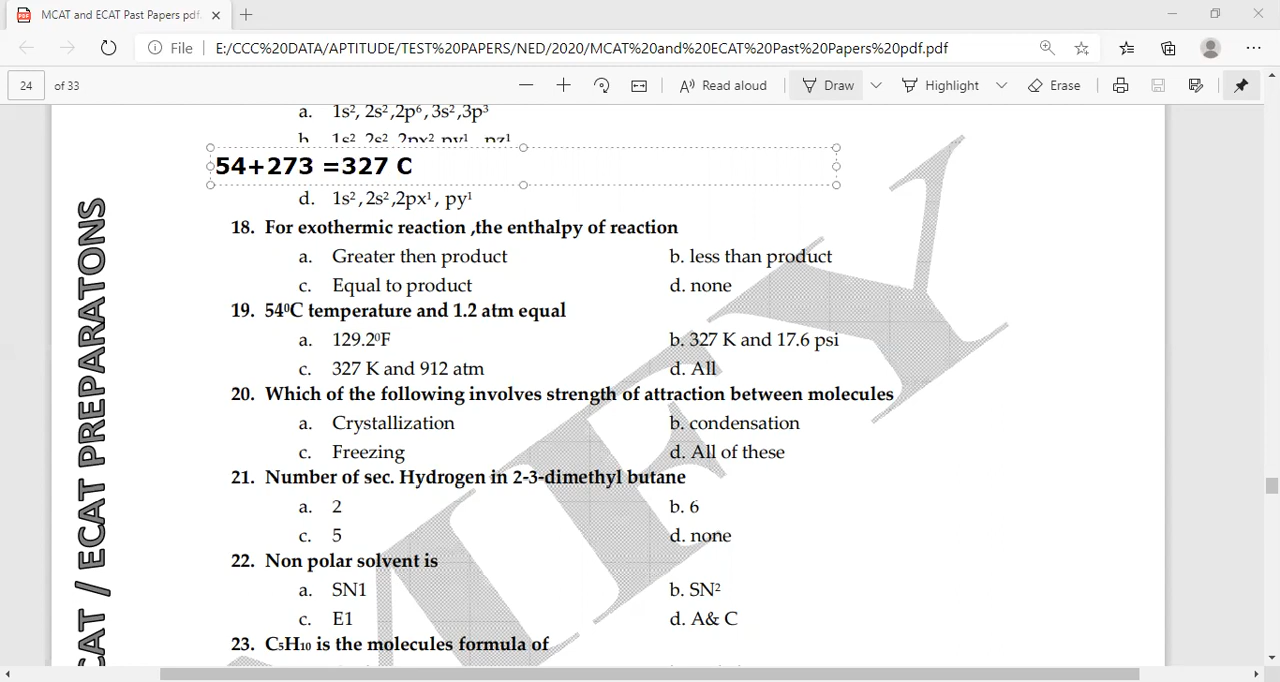 MCAT and ECAT Past Papers pdf.
File E:/CCC%20DATA/APTITUDE/TEST%20PAPERS/NED/2020/MCAT%20and%20ECAT%20Past%20Papers%20pdf.pdf
24 of 33 Read aloud Draw Highlight Erase
a. 1s², 2s²,2p⁶,3s²,3p³
b. 1s² 2s² 2px² py¹ pz¹
54+273 =327 C
d. 1s²,2s²,2px¹, py¹
18. For exothermic reaction ,the enthalpy of reaction
a. Greater then product b. less than product
c. Equal to product d. none
19. 54⁰C temperature and 1.2 atm equal
a. 129.2⁰F b. 327 K and 17.6 psi
c. 327 K and 912 atm d. All
20. Which of the following involves strength of attraction between molecules
a. Crystallization b. condensation
c. Freezing d. All of these
21. Number of sec. Hydrogen in 2-3-dimethyl butane
a. 2 b. 6
c. 5 d. none
22. Non polar solvent is
a. SN1 b. SN²
c. E1 d. A& C
23. C₅H₁₀ is the molecules formula of
CAT / ECAT PREPARATONS